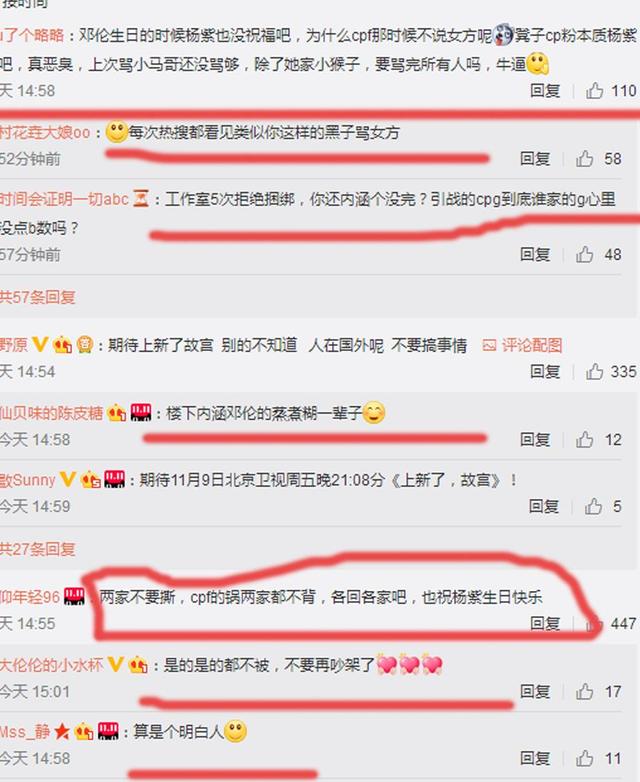 接时间
u了个略略：邓伦生日的时候杨紫也没祝福吧，为什么cpf那时候不说女方呢龚子cp粉本质杨紫
吧，真恶臭，上次骂小马哥还没骂够，除了她家小猴子，要骂完所有人吗，牛逼
天 14:58 回复 110
村花壵大娘oo：每次热搜都看见类似你这样的黑子骂女方
52分钟前 回复 58
时间会证明一切abc：工作室5次拒绝捆绑，你还内涵个没完？引战的cpg到底谁家的g心里
没点b数吗？
57分钟前 回复 48
共57条回复
野原：期待上新了故宫 别的不知道 人在国外呢 不要搞事情 评论配图
天 14:54 回复 335
仙贝味的陈皮糖：楼下内涵邓伦的蒸煮糊一辈子
今天 14:58 回复 12
Sunny：期待11月9日北京卫视周五晚21:08分《上新了，故宫》！
今天 14:59 回复 5
共27条回复
仰年轻96：两家不要撕，cpf的锅两家都不背，各回各家吧，也祝杨紫生日快乐
天 14:55 回复 447
大伦伦的小水杯：是的是的都不被，不要再吵架了
今天 15:01 回复 17
Mss_静：算是个明白人
今天 14:58 回复 11